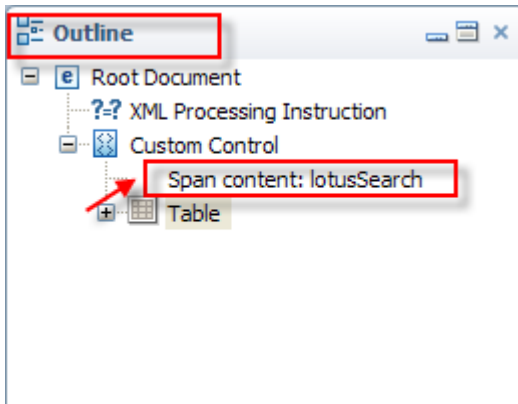 Outline
Root Document
?=? XML Processing Instruction
Custom Control
Span content: lotusSearch
Table